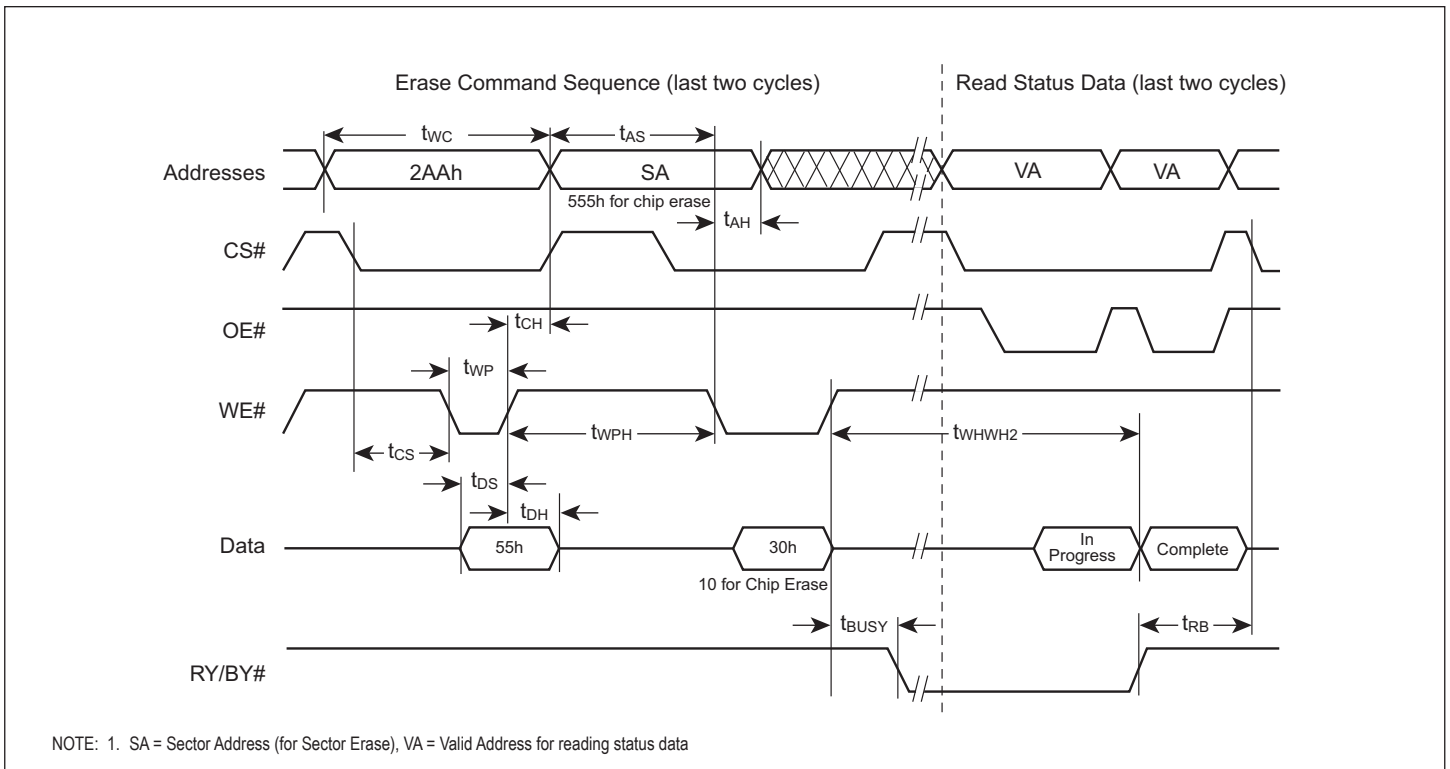 Erase Command Sequence (last two cycles)
Read Status Data (last two cycles)
tWC
tAS
Addresses
2AAh
SA
VA
VA
555h for chip erase
tAH
CS#
OE#
tCH
tWP
WE#
tWPH
tWHWH2
tCS
tDS
tDH
Data
55h
30h
In
Progress
Complete
10 for Chip Erase
tBUSY
tRB
RY/BY#
NOTE: 1. SA = Sector Address (for Sector Erase), VA = Valid Address for reading status data